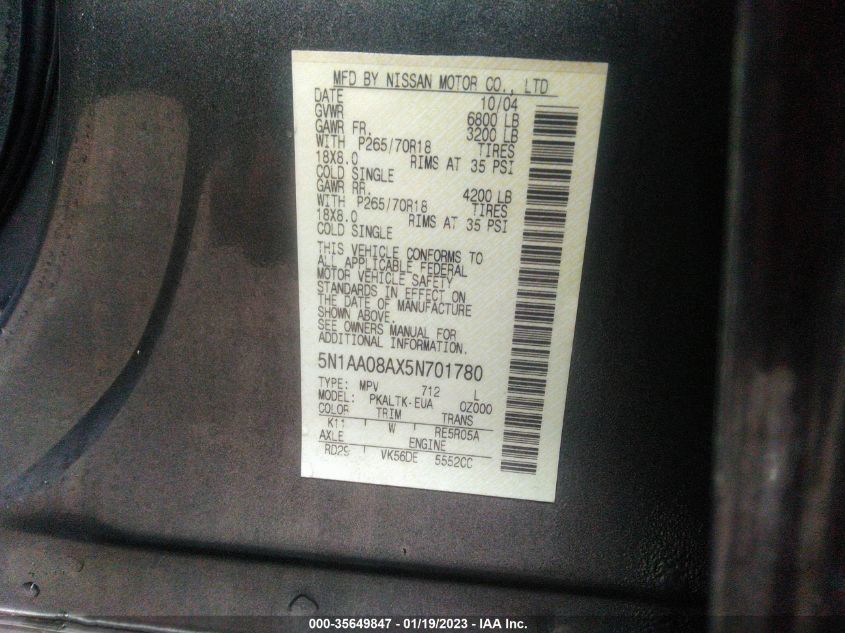 MFD BY NISSAN MOTOR CO., LTD
DATE 10/04
GVWR 6800 LB
GAWR FR. 3200 LB
WITH P265/70R18 TIRES
18X8.0 RIMS AT 35 PSI
COLD SINGLE
GAWR RR. 4200 LB
WITH P265/70R18 TIRES
18X8.0 RIMS AT 35 PSI
COLD SINGLE
THIS VEHICLE CONFORMS TO
ALL APPLICABLE FEDERAL
MOTOR VEHICLE SAFETY
STANDARDS IN EFFECT ON
THE DATE OF MANUFACTURE
SHOWN ABOVE.
SEE OWNERS MANUAL FOR
ADDITIONAL INFORMATION.
5N1AA08AX5N701780
TYPE: MPV 712 L
MODEL: PKALTK-EUA 0Z000
COLOR TRIM TRANS
K11 W RE5R05A
AXLE ENGINE
RD29 VK56DE 5552CC
000-35649847 - 01/19/2023 - IAA Inc.